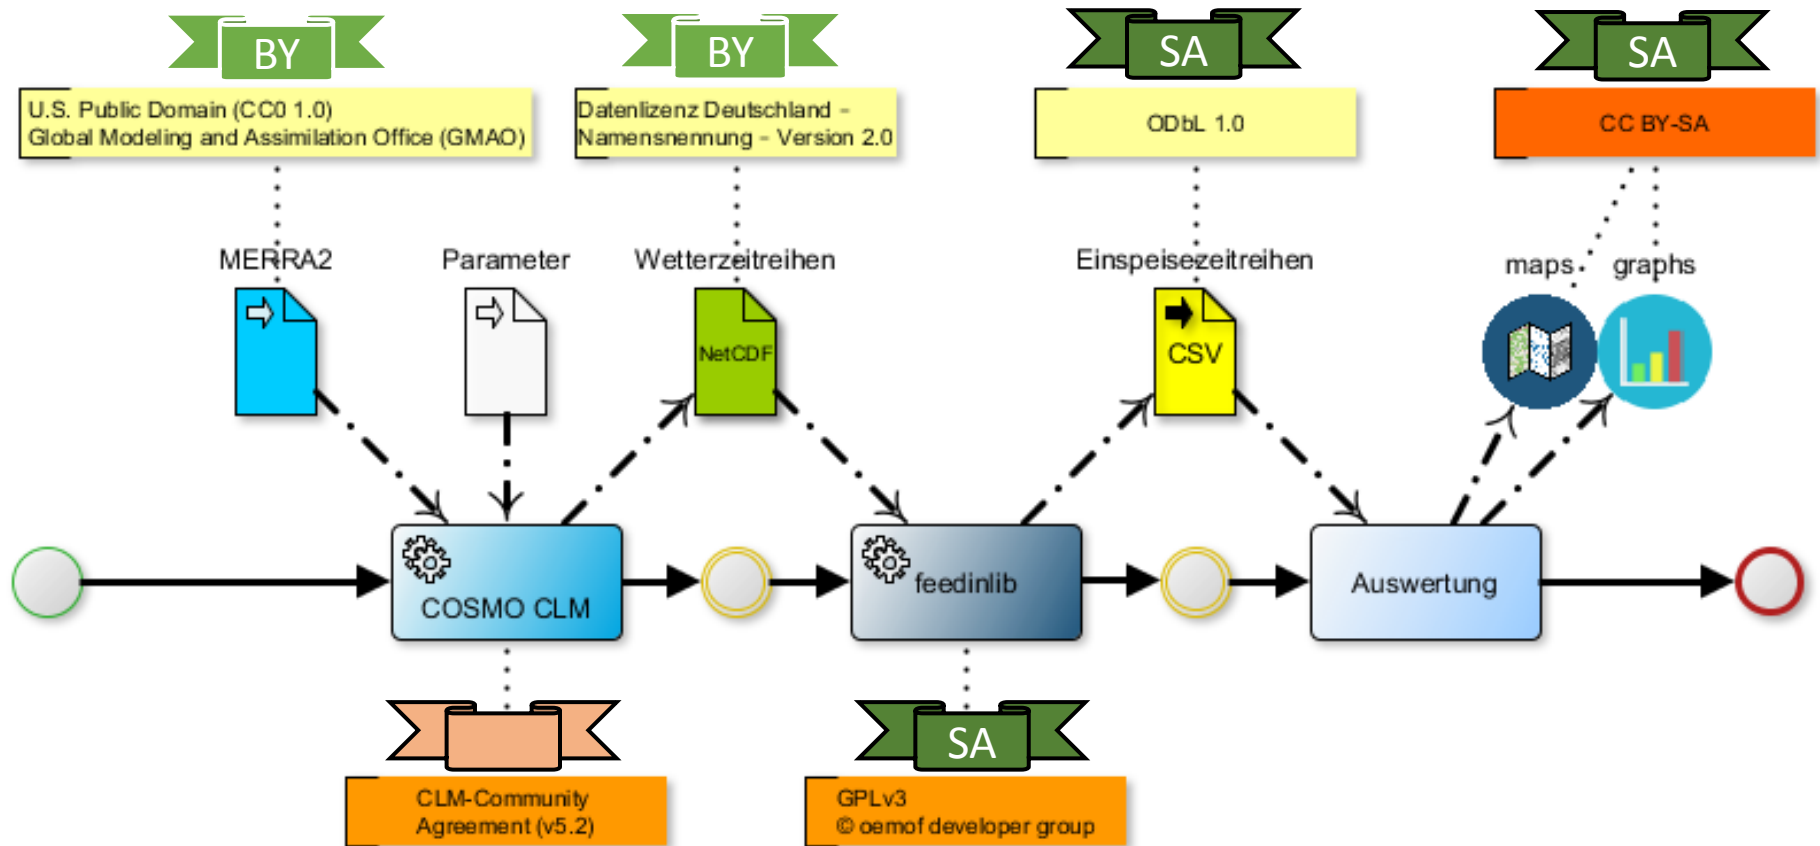 BY
BY
SA
SA
U.S. Public Domain (CC0 1.0)
Global Modeling and Assimilation Office (GMAO)
Datenlizenz Deutschland –
Namensnennung – Version 2.0
ODbL 1.0
CC BY-SA
MERRA2
Parameter
Wetterzeitreihen
Einspeisezeitreihen
maps
graphs
NetCDF
CSV
COSMO CLM
feedinlib
Auswertung
SA
CLM-Community
Agreement (v5.2)
GPLv3
© oemof developer group